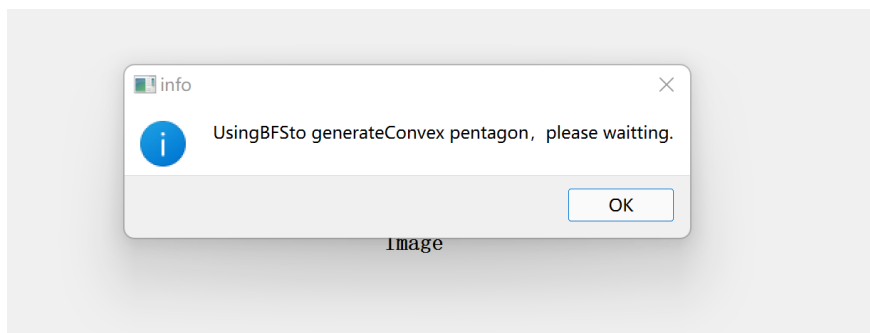 info
UsingBFSto generateConvex pentagon，please waitting.
OK
Image